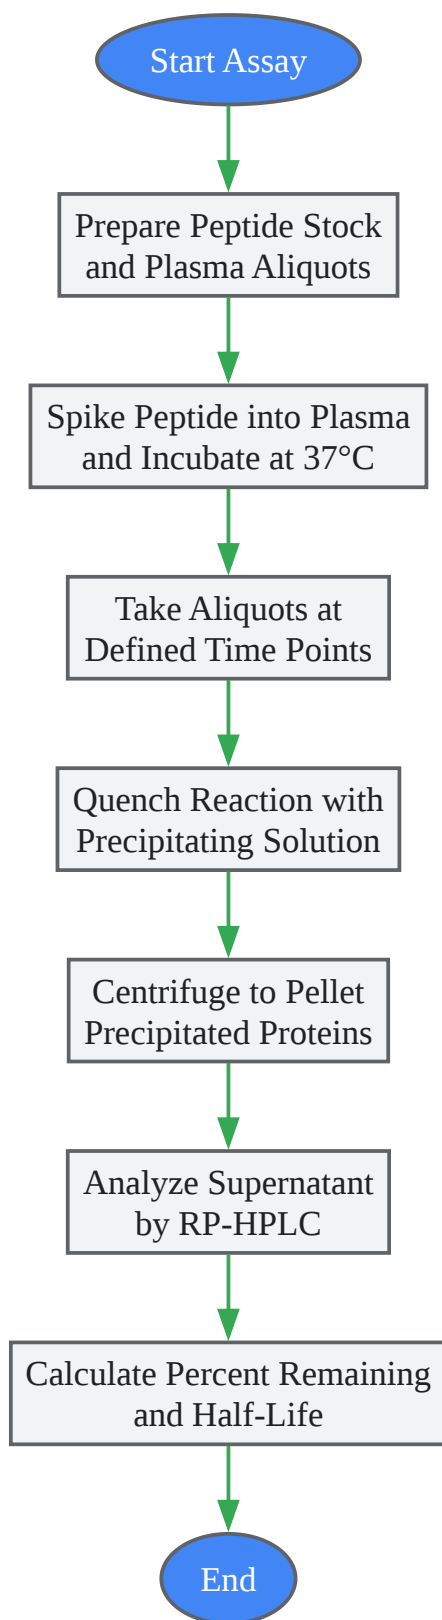 Start Assay
Prepare Peptide Stock
and Plasma Aliquots
Spike Peptide into Plasma
and Incubate at 37°C
Take Aliquots at
Defined Time Points
Quench Reaction with
Precipitating Solution
Centrifuge to Pellet
Precipitated Proteins
Analyze Supernatant
by RP-HPLC
Calculate Percent Remaining
and Half-Life
End